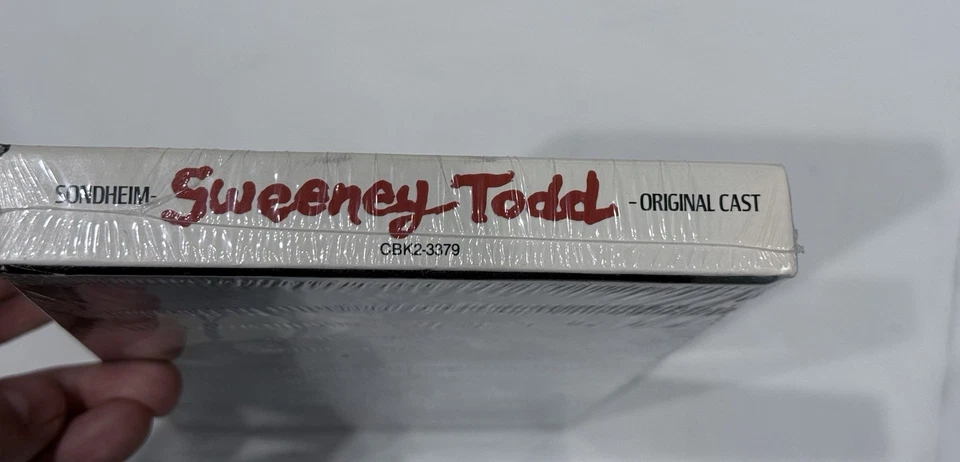 SONDHEIM- Sweeney Todd -ORIGINAL CAST
CBK2-3379